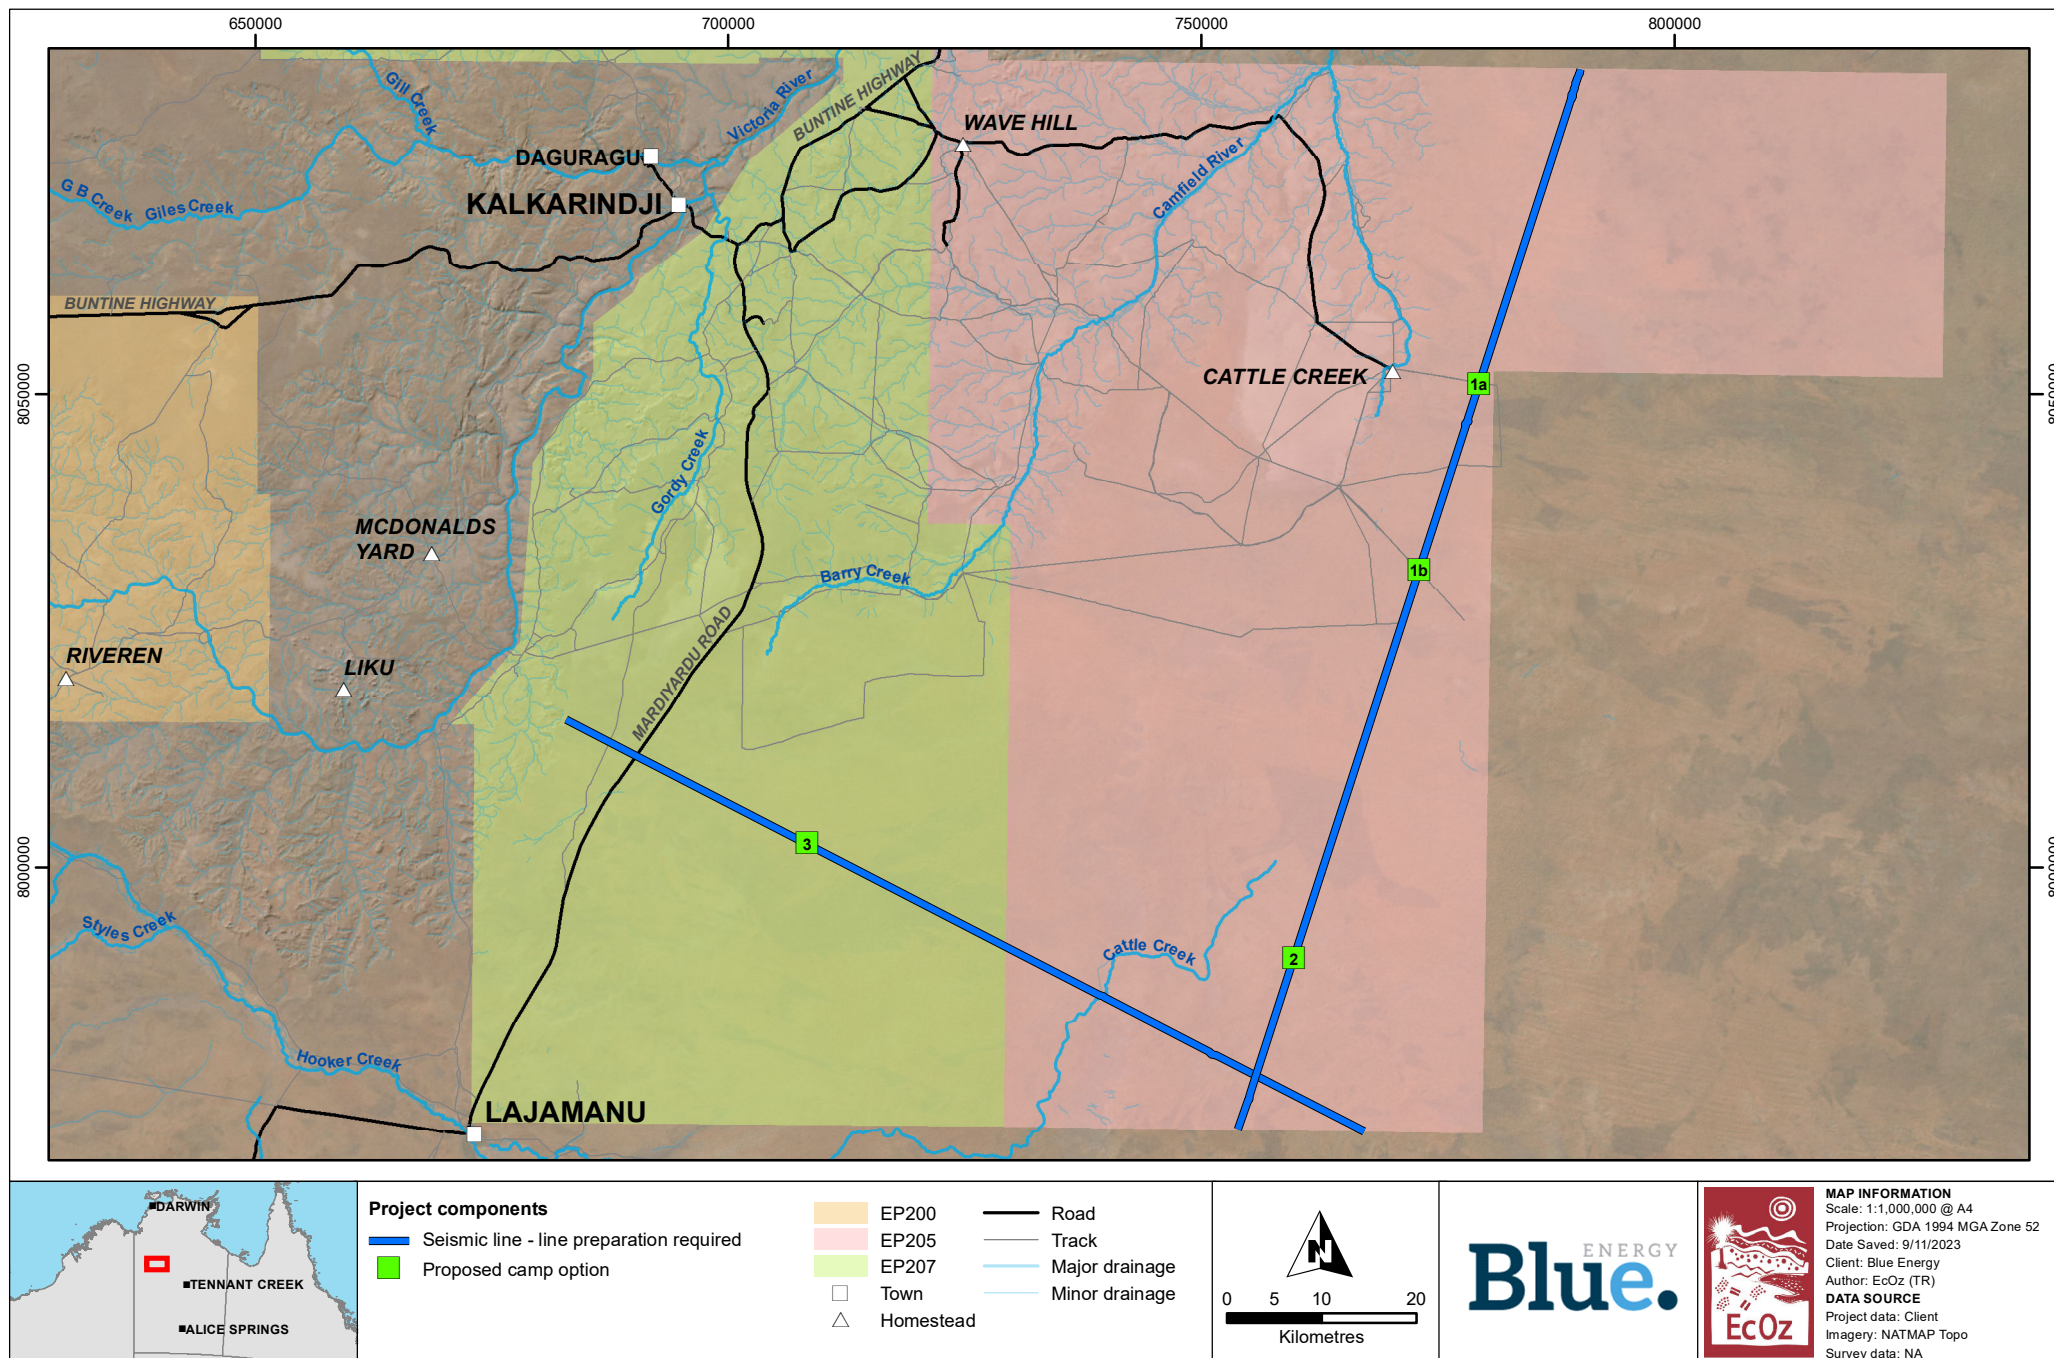 650000
700000
750000
800000
Gill Creek
Victoria River
BUNTINE HIGHWAY
WAVE HILL
DAGURAGU
KALKARINDJI
G B Creek
Giles Creek
Camfield River
BUNTINE HIGHWAY
CATTLE CREEK
1a
8050000
8050000
Gordy Creek
MCDONALDS
YARD
1b
Barry Creek
RIVEREN
LIKU
MARDIYARDU ROAD
3
8000000
8000000
Styles Creek
Cattle Creek
2
Hooker Creek
LAJAMANU
DARWIN
TENNANT CREEK
ALICE SPRINGS
Project components
Seismic line - line preparation required
Proposed camp option
EP200
EP205
EP207
Town
Homestead
Road
Track
Major drainage
Minor drainage
N
0 5 10 20
Kilometres
Blue.
ENERGY
EcOz
MAP INFORMATION
Scale: 1:1,000,000 @ A4
Projection: GDA 1994 MGA Zone 52
Date Saved: 9/11/2023
Client: Blue Energy
Author: EcOz (TR)
DATA SOURCE
Project data: Client
Imagery: NATMAP Topo
Survey data: NA